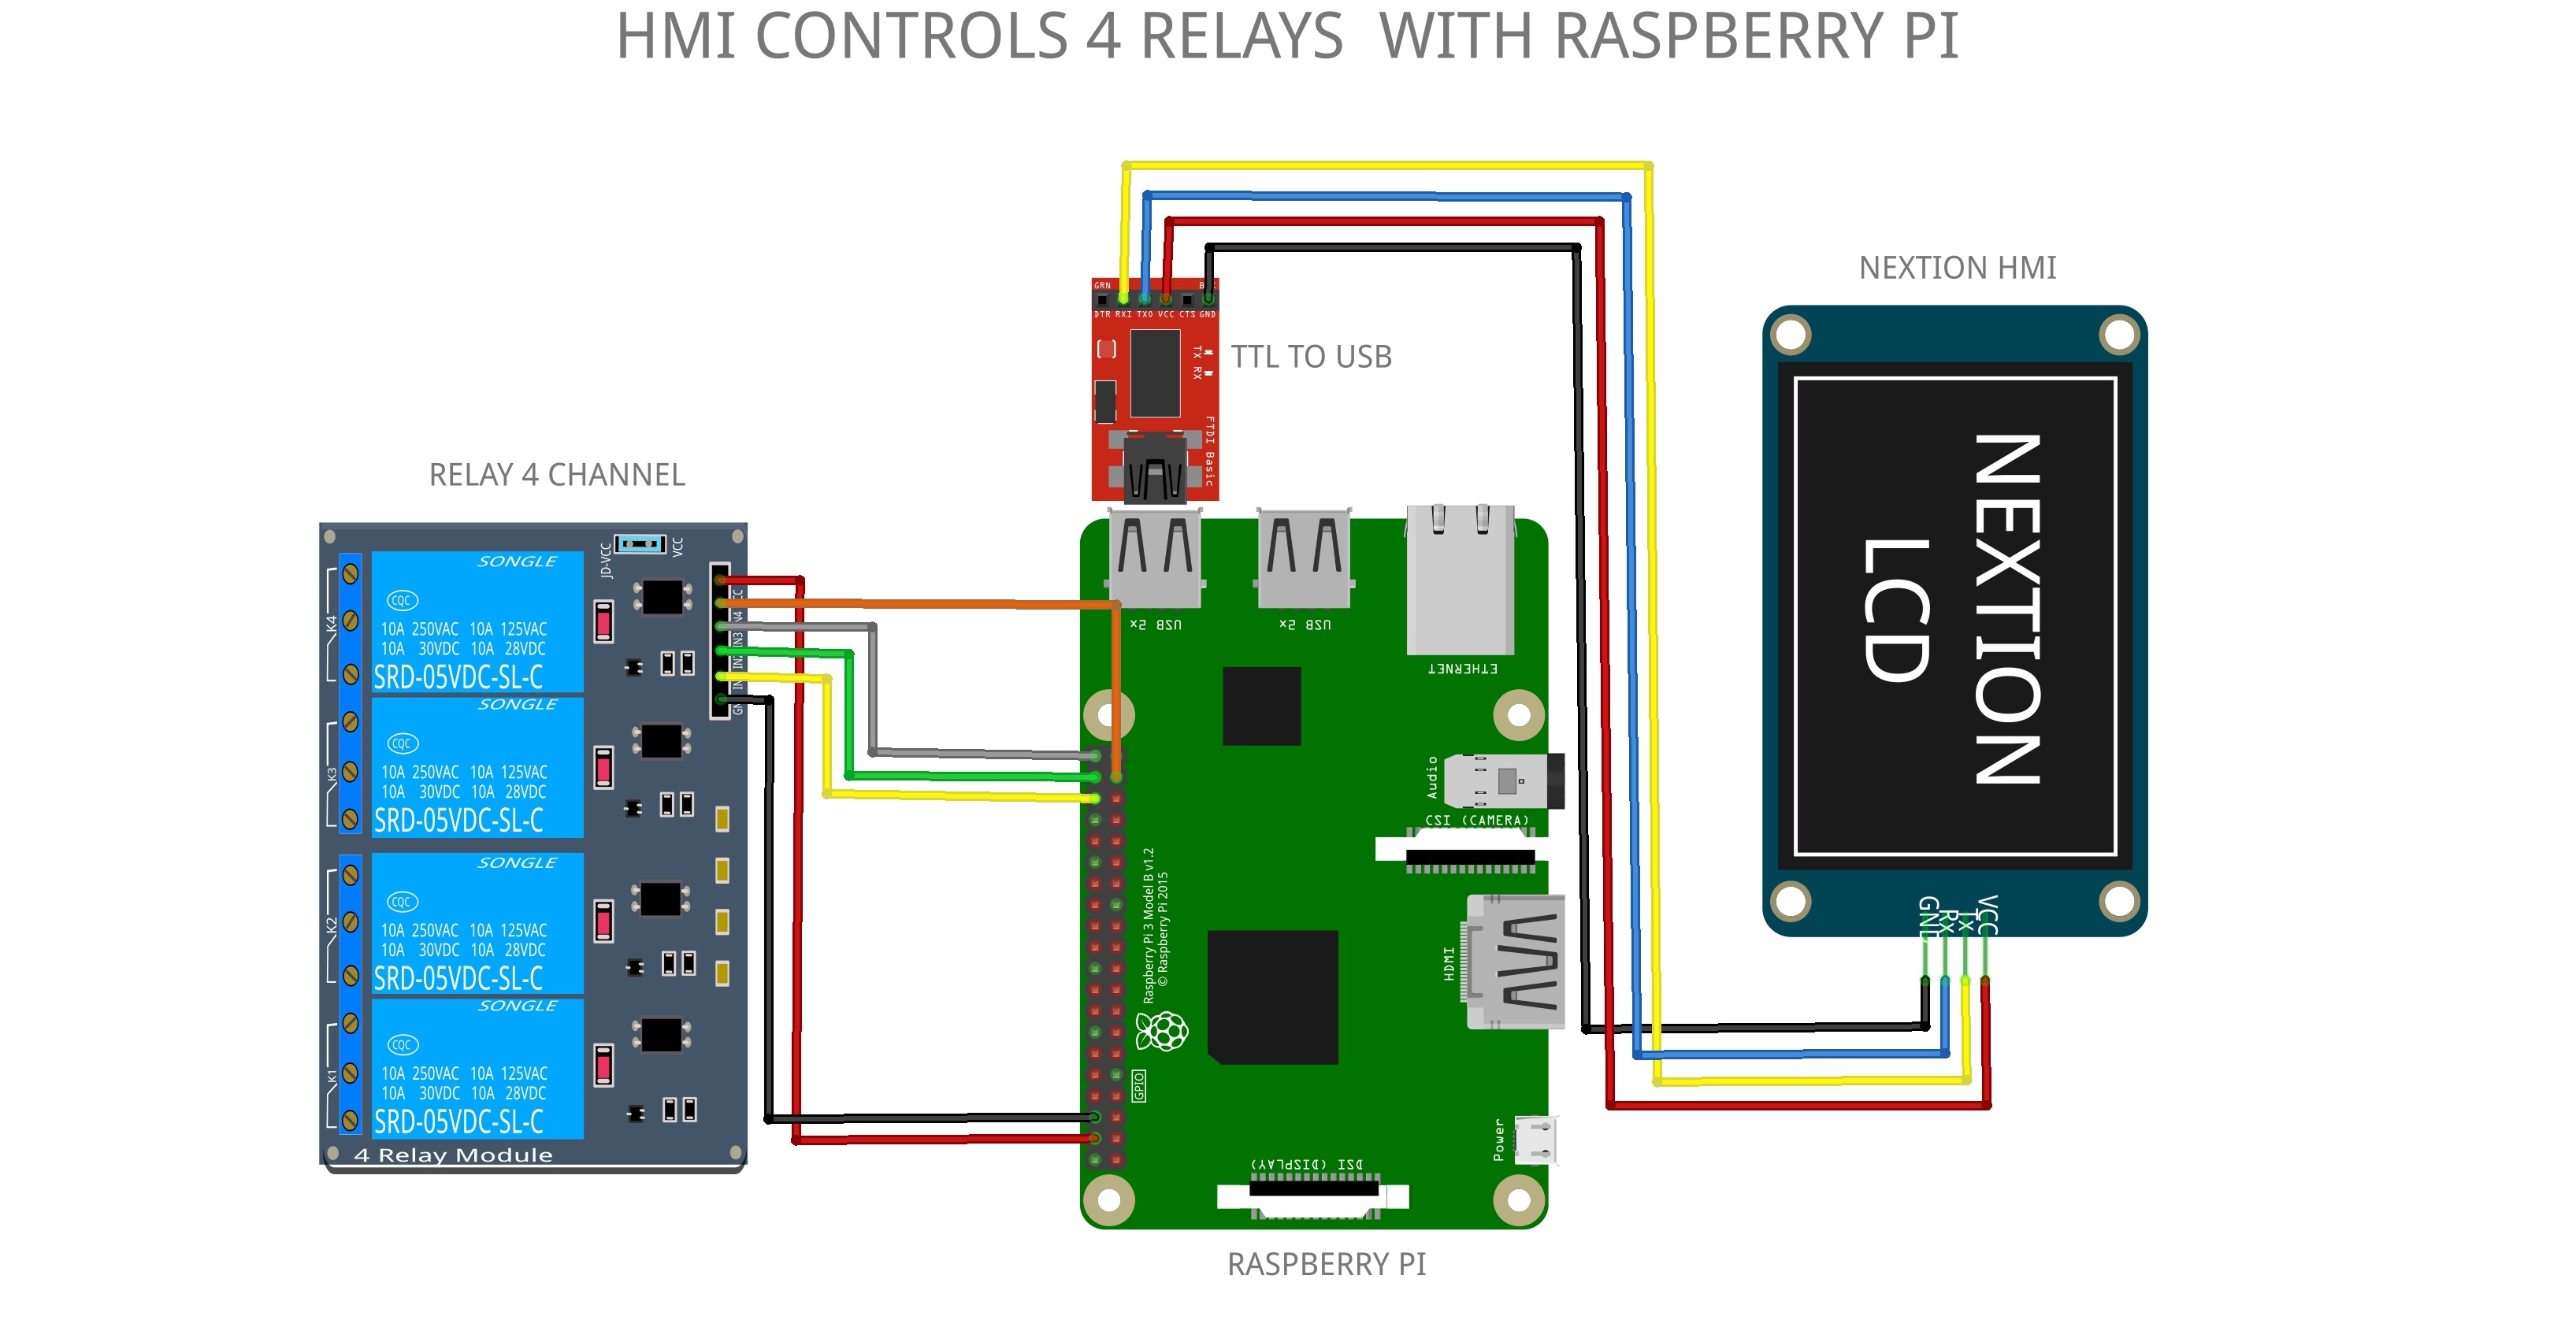 HMI CONTROLS 4 RELAYS  WITH RASPBERRY PI
NEXTION HMI
GRN
DTR RXI TXO VCC CTS GND
TX RX
FTDI Basic
TTL TO USB
NEXTION
LCD
GND
RX
TX
VCC
RELAY 4 CHANNEL
JD-VCC
VCC
K4
SONGLE
CQC
10A 250VAC 10A 125VAC
10A 30VDC 10A 28VDC
SRD-05VDC-SL-C
IN3
K3
SONGLE
CQC
10A 250VAC 10A 125VAC
10A 30VDC 10A 28VDC
SRD-05VDC-SL-C
K2
SONGLE
CQC
10A 250VAC 10A 125VAC
10A 30VDC 10A 28VDC
SRD-05VDC-SL-C
K1
SONGLE
CQC
10A 250VAC 10A 125VAC
10A 30VDC 10A 28VDC
SRD-05VDC-SL-C
4 Relay Module
USB 2x
USB 2x
ETHERNET
Audio
CSI (CAMERA)
Raspberry Pi 3 Model B v1.2
© Raspberry Pi 2015
HDMI
GPIO
Power
DSI (DISPLAY)
RASPBERRY PI